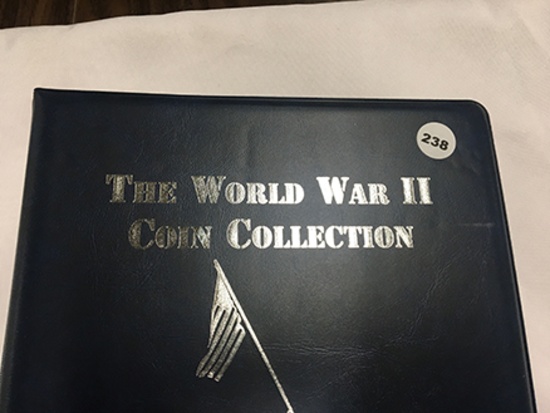 238
THE WORLD WAR II
COIN COLLECTION